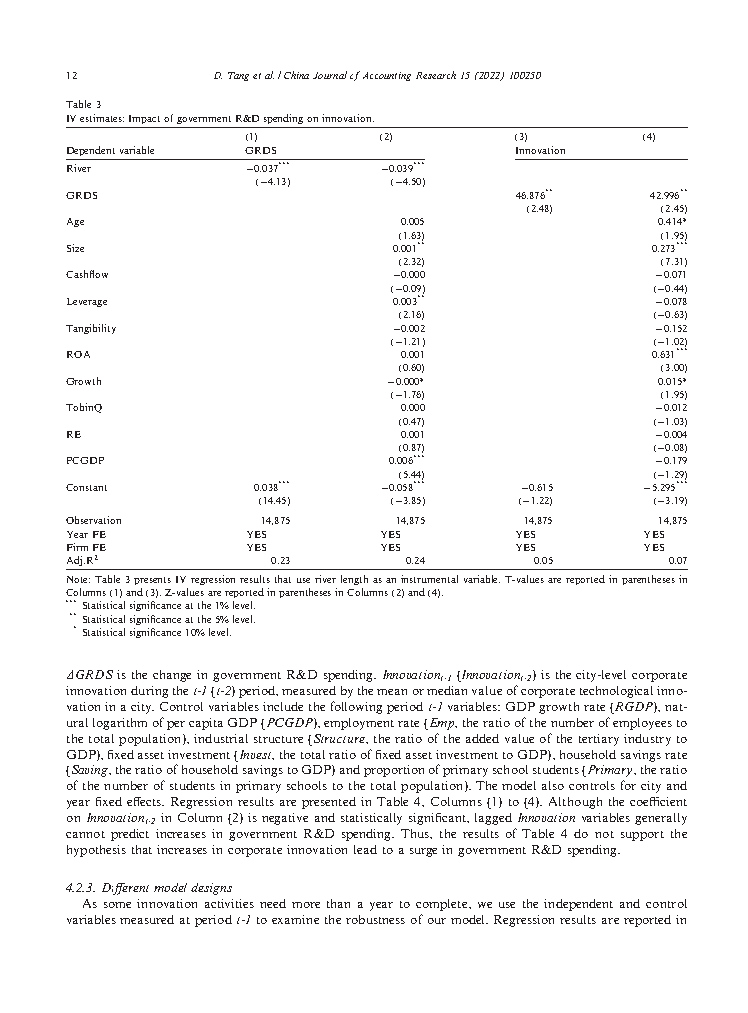 12 D. Tang et al. / China Journal of Accounting Research 15 (2022) 100250
Table 3
IV estimates: Impact of government R&D spending on innovation.
(1) (2) (3) (4)
Dependent variable GRDS Innovation
River −0.037*** −0.039***
(−4.13) (−4.50)
GRDS 46.876** 42.996**
(2.48) (2.45)
Age 0.005 0.414*
(1.63) (1.95)
Size 0.001** 0.273***
(2.32) (7.31)
Cashflow −0.000 −0.071
(−0.09) (−0.44)
Leverage 0.003** −0.078
(2.16) (−0.63)
Tangibility −0.002 −0.152
(−1.21) (−1.02)
ROA 0.001 0.631***
(0.60) (3.00)
Growth −0.000* 0.015*
(−1.76) (1.95)
TobinQ 0.000 −0.012
(0.47) (−1.03)
RE 0.001 −0.004
(0.87) (−0.08)
PCGDP 0.006*** −0.179
(5.44) (−1.29)
Constant 0.038*** −0.058*** −0.615 −5.295***
(14.45) (−3.85) (−1.22) (−3.19)
Observation 14,875 14,875 14,875 14,875
Year FE YES YES YES YES
Firm FE YES YES YES YES
Adj.R² 0.23 0.24 0.05 0.07
Note: Table 3 presents IV regression results that use river length as an instrumental variable. T-values are reported in parentheses in
Columns (1) and (3). Z-values are reported in parentheses in Columns (2) and (4).
*** Statistical significance at the 1% level.
** Statistical significance at the 5% level.
* Statistical significance 10% level.
ΔGRDS is the change in government R&D spending. Innovationt-1 (Innovationt-2) is the city-level corporate
innovation during the t-1 (t-2) period, measured by the mean or median value of corporate technological inno-
vation in a city. Control variables include the following period t-1 variables: GDP growth rate (RGDP), nat-
ural logarithm of per capita GDP (PCGDP), employment rate (Emp, the ratio of the number of employees to
the total population), industrial structure (Structure, the ratio of the added value of the tertiary industry to
GDP), fixed asset investment (Invest, the total ratio of fixed asset investment to GDP), household savings rate
(Saving, the ratio of household savings to GDP) and proportion of primary school students (Primary, the ratio
of the number of students in primary schools to the total population). The model also controls for city and
year fixed effects. Regression results are presented in Table 4, Columns (1) to (4). Although the coefficient
on Innovationt-2 in Column (2) is negative and statistically significant, lagged Innovation variables generally
cannot predict increases in government R&D spending. Thus, the results of Table 4 do not support the
hypothesis that increases in corporate innovation lead to a surge in government R&D spending.
4.2.3. Different model designs
As some innovation activities need more than a year to complete, we use the independent and control
variables measured at period t-1 to examine the robustness of our model. Regression results are reported in